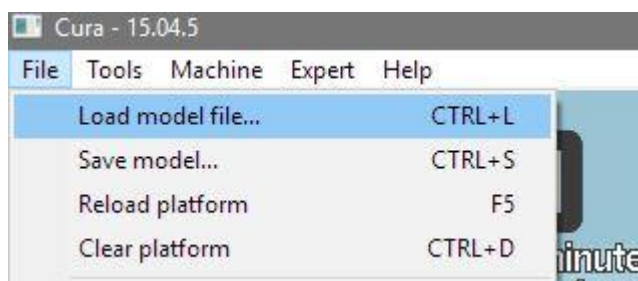 Cura - 15.04.5
File Tools Machine Expert Help
Load model file... CTRL+L
Save model... CTRL+S
Reload platform F5
Clear platform CTRL+D